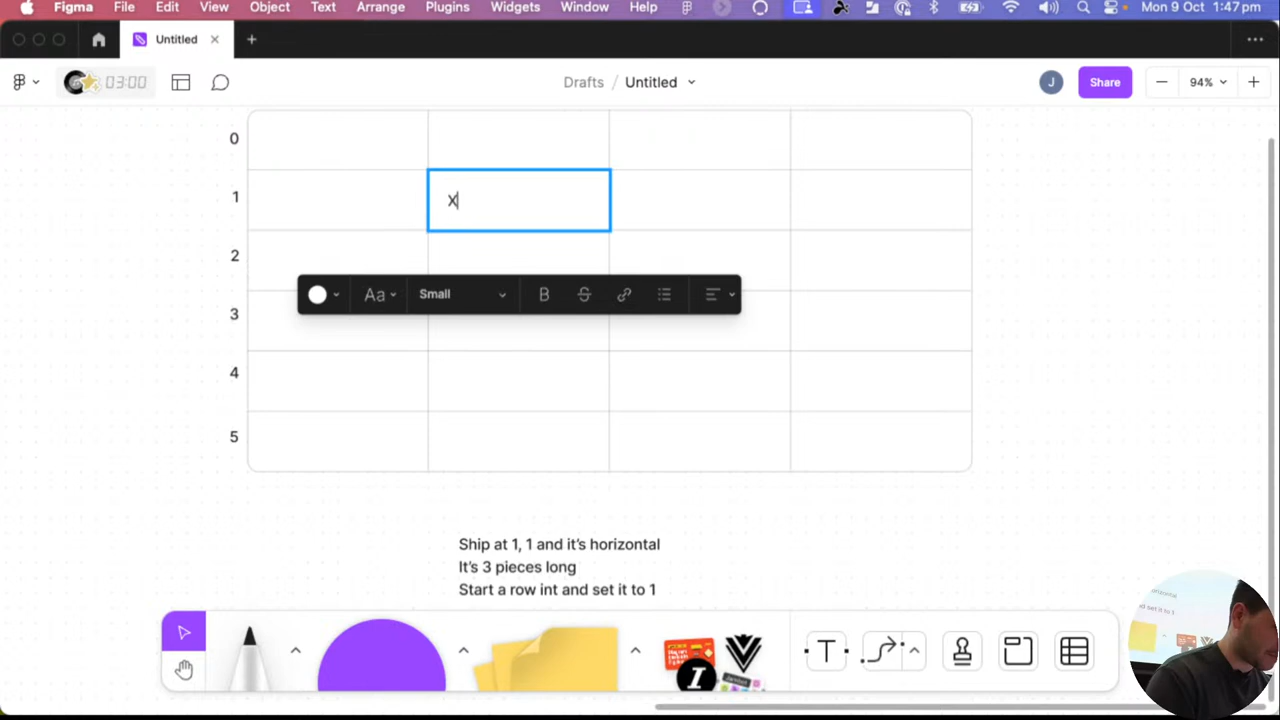 Figma File Edit View Object Text Arrange Plugins Widgets Window Help Mon 9 Oct 1:47 pm
Untitled
03:00 Drafts / Untitled J Share 94%
0
1 X
2
Aa Small B S
3
4
5
Ship at 1, 1 and it's horizontal
It's 3 pieces long
Start a row int and set it to 1
I
T